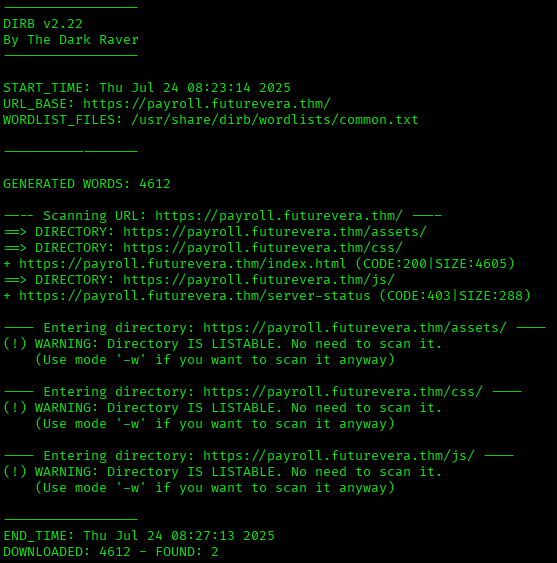 -----------------
DIRB v2.22
By The Dark Raver
-----------------
START_TIME: Thu Jul 24 08:23:14 2025
URL_BASE: https://payroll.futurevera.thm/
WORDLIST_FILES: /usr/share/dirb/wordlists/common.txt
-----------------
GENERATED WORDS: 4612
---- Scanning URL: https://payroll.futurevera.thm/ ----
==> DIRECTORY: https://payroll.futurevera.thm/assets/
==> DIRECTORY: https://payroll.futurevera.thm/css/
+ https://payroll.futurevera.thm/index.html (CODE:200|SIZE:4605)
==> DIRECTORY: https://payroll.futurevera.thm/js/
+ https://payroll.futurevera.thm/server-status (CODE:403|SIZE:288)
---- Entering directory: https://payroll.futurevera.thm/assets/ ----
(!) WARNING: Directory IS LISTABLE. No need to scan it.
    (Use mode '-w' if you want to scan it anyway)
---- Entering directory: https://payroll.futurevera.thm/css/ ----
(!) WARNING: Directory IS LISTABLE. No need to scan it.
    (Use mode '-w' if you want to scan it anyway)
---- Entering directory: https://payroll.futurevera.thm/js/ ----
(!) WARNING: Directory IS LISTABLE. No need to scan it.
    (Use mode '-w' if you want to scan it anyway)
-----------------
END_TIME: Thu Jul 24 08:27:13 2025
DOWNLOADED: 4612 - FOUND: 2